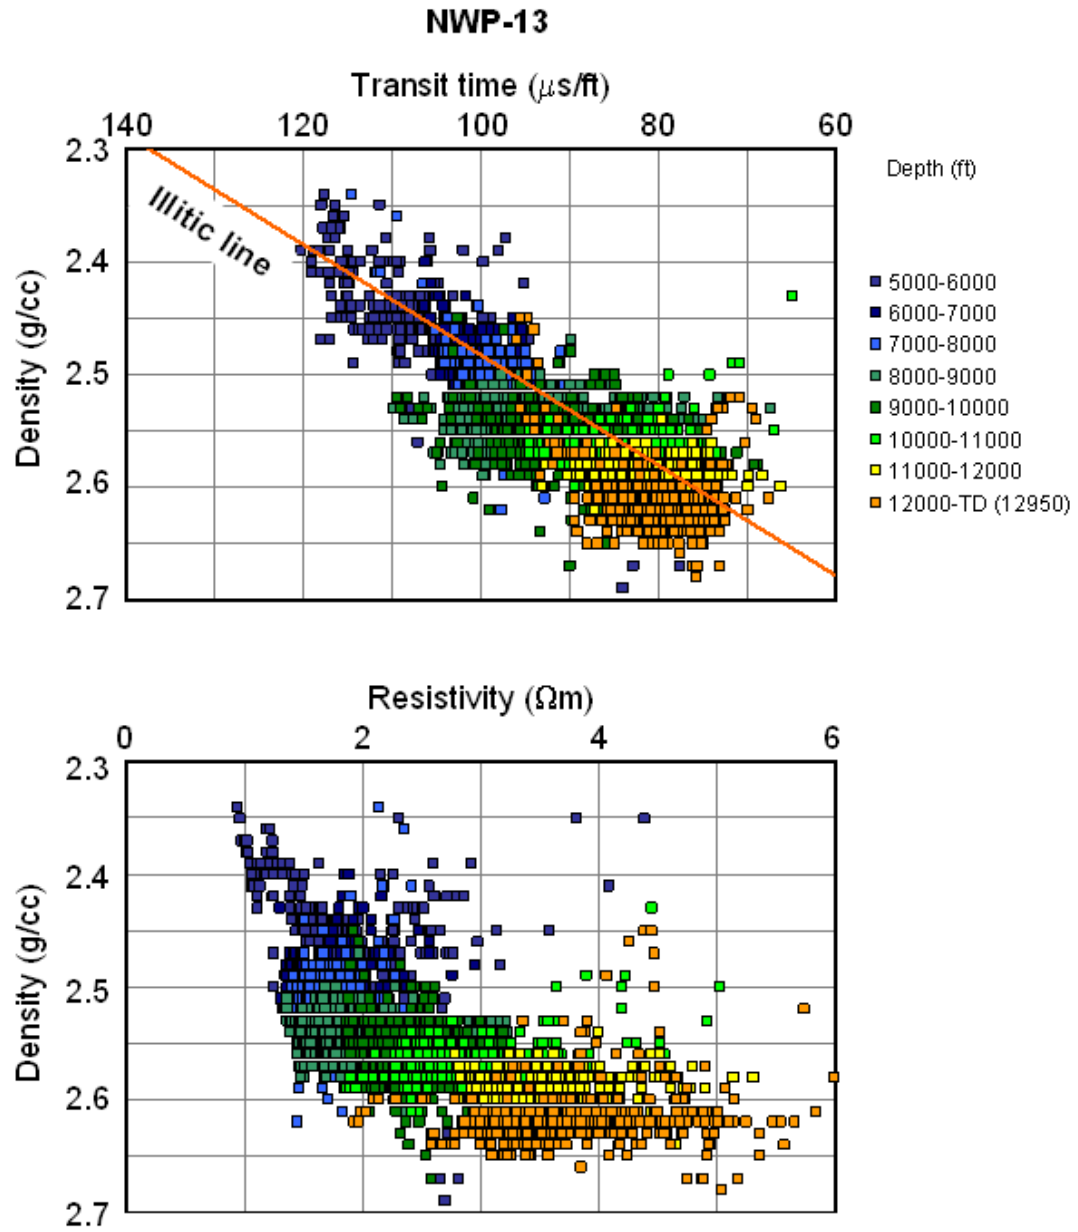 NWP-13
Transit time (μs/ft)
140 120 100 80 60
Density (g/cc)
2.3
2.4
2.5
2.6
2.7
Illitic line
Depth (ft)
5000-6000
6000-7000
7000-8000
8000-9000
9000-10000
10000-11000
11000-12000
12000-TD (12950)
Resistivity (Ωm)
0 2 4 6
Density (g/cc)
2.3
2.4
2.5
2.6
2.7